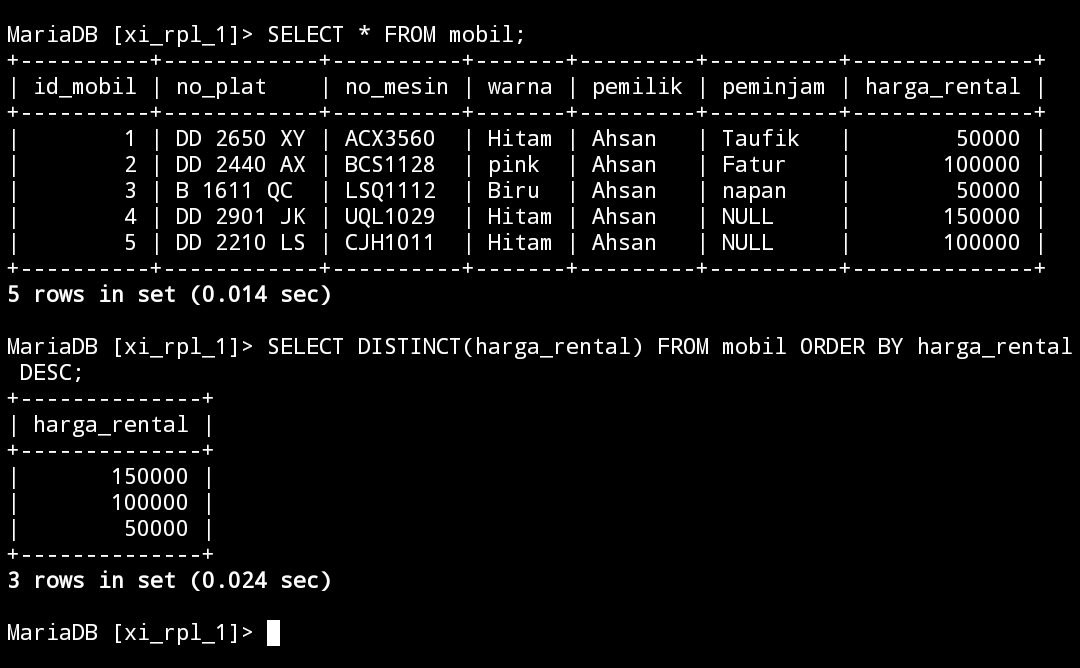 MariaDB [xi_rpl_1]> SELECT * FROM mobil;
+----------+------------+----------+-------+---------+----------+--------------+
| id_mobil | no_plat    | no_mesin | warna | pemilik | peminjam | harga_rental |
+----------+------------+----------+-------+---------+----------+--------------+
|        1 | DD 2650 XY | ACX3560  | Hitam | Ahsan   | Taufik   |        50000 |
|        2 | DD 2440 AX | BCS1128  | pink  | Ahsan   | Fatur    |       100000 |
|        3 | B 1611 QC  | LSQ1112  | Biru  | Ahsan   | napan    |        50000 |
|        4 | DD 2901 JK | UQL1029  | Hitam | Ahsan   | NULL     |       150000 |
|        5 | DD 2210 LS | CJH1011  | Hitam | Ahsan   | NULL     |       100000 |
+----------+------------+----------+-------+---------+----------+--------------+
5 rows in set (0.014 sec)

MariaDB [xi_rpl_1]> SELECT DISTINCT(harga_rental) FROM mobil ORDER BY harga_rental
 DESC;
+--------------+
| harga_rental |
+--------------+
|       150000 |
|       100000 |
|        50000 |
+--------------+
3 rows in set (0.024 sec)

MariaDB [xi_rpl_1]>